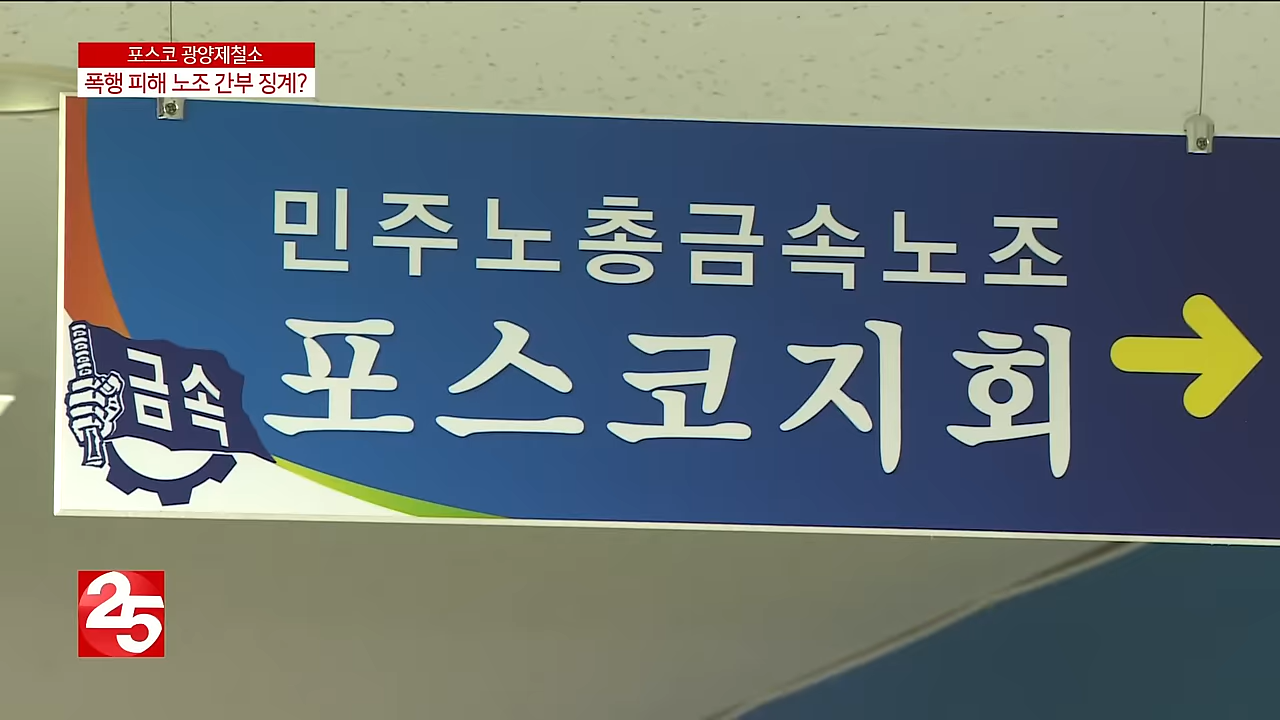 포스코 광양제철소
폭행 피해 노조 간부 징계?
민주노총금속노조
포스코지회
금속
25